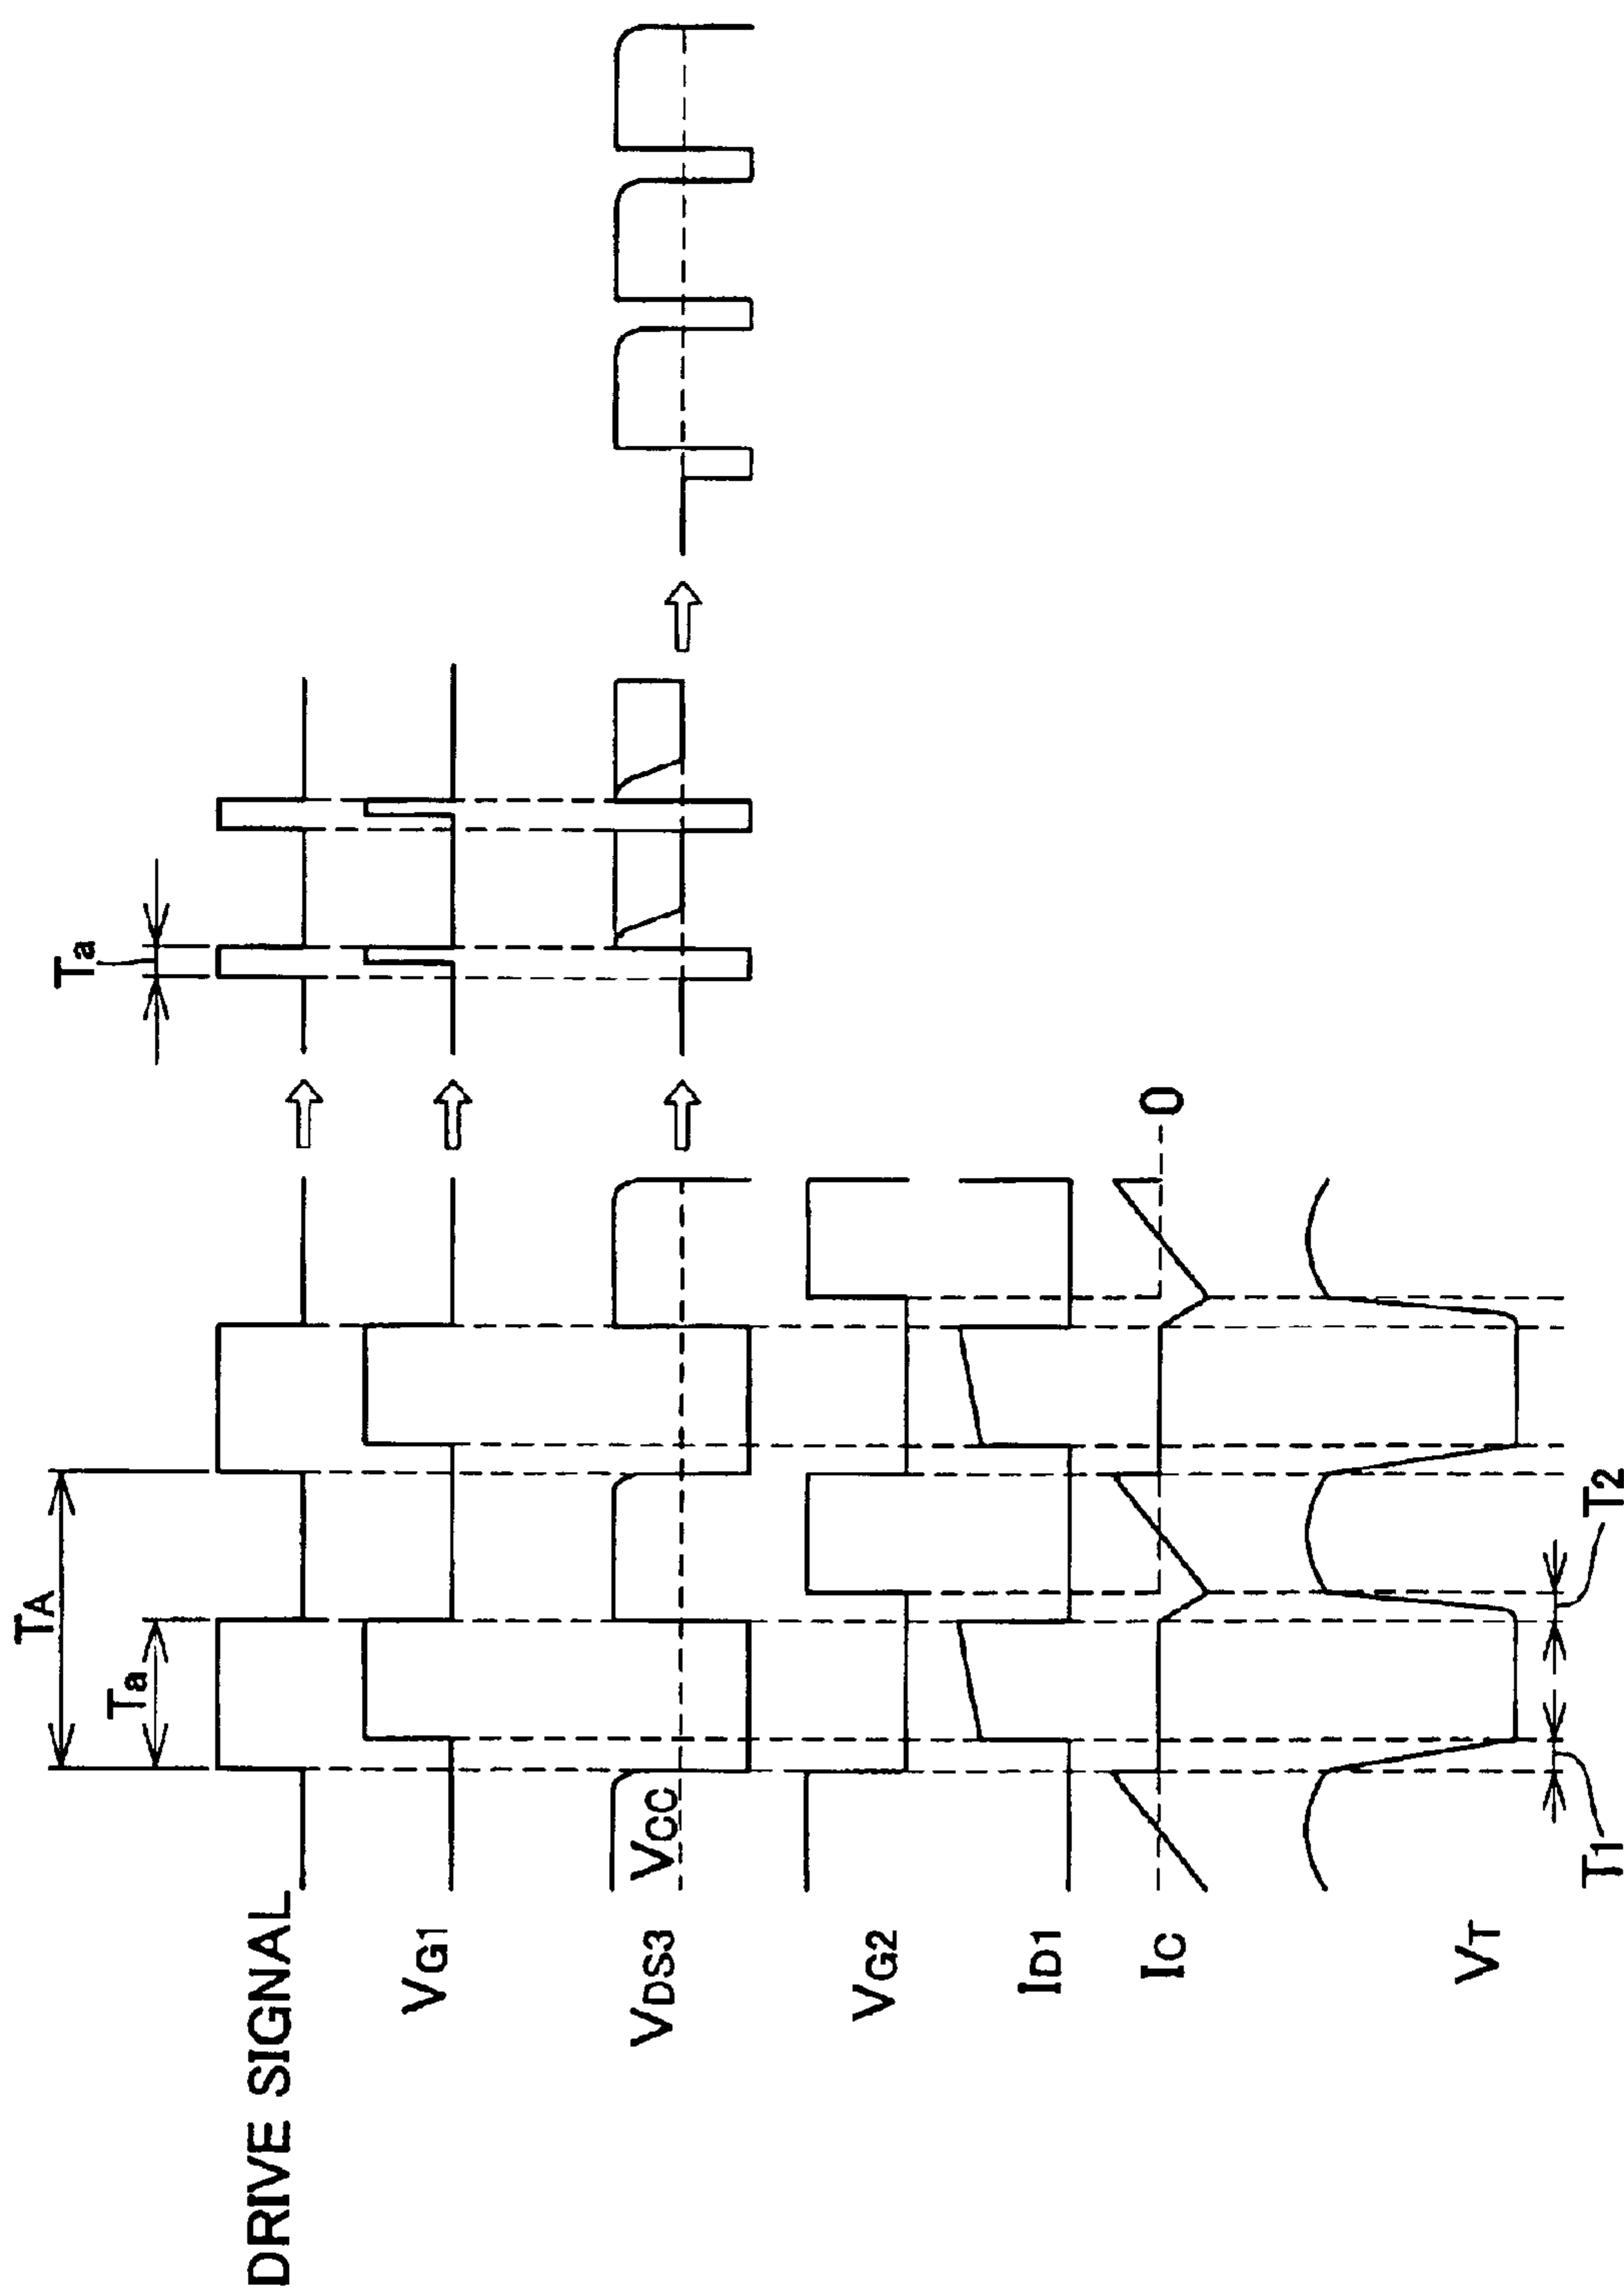 TA
Ta
Ta
DRIVE SIGNAL
VG1
VDS3
VCC
VG2
ID1
IC
0
VT
T1
T2